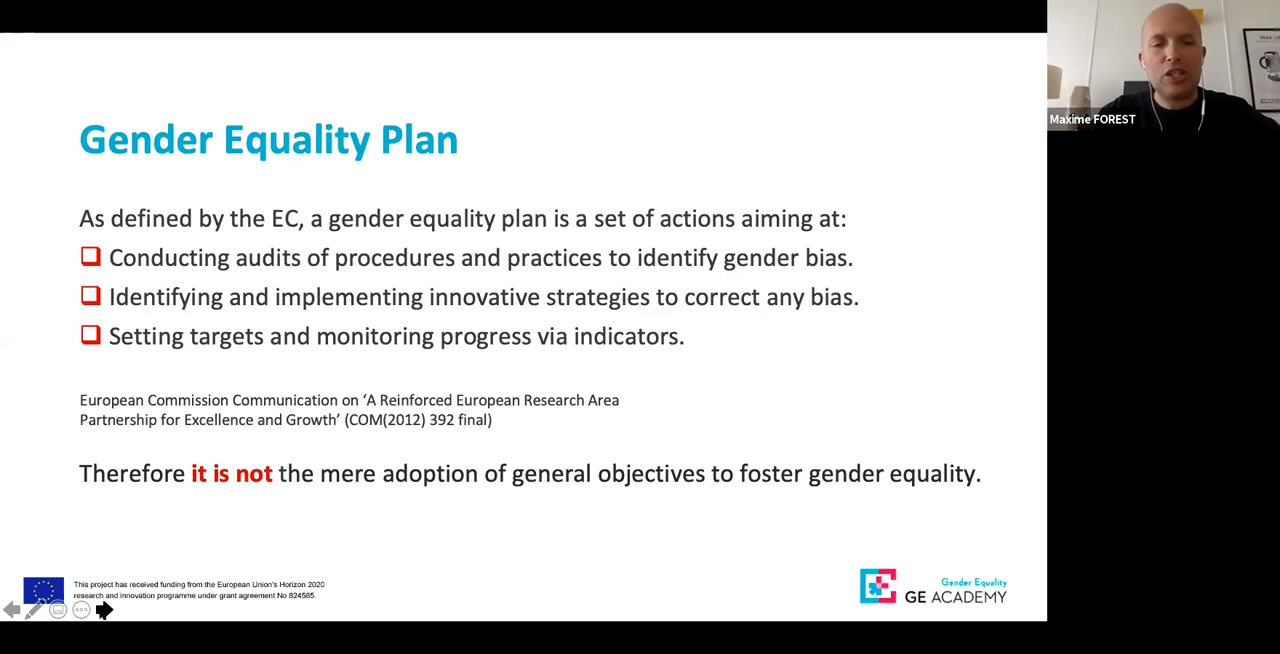 Gender Equality Plan
As defined by the EC, a gender equality plan is a set of actions aiming at:
Conducting audits of procedures and practices to identify gender bias.
Identifying and implementing innovative strategies to correct any bias.
Setting targets and monitoring progress via indicators.
European Commission Communication on ‘A Reinforced European Research Area
Partnership for Excellence and Growth’ (COM(2012) 392 final)
Therefore it is not the mere adoption of general objectives to foster gender equality.
This project has received funding from the European Union's Horizon 2020
research and innovation programme under grant agreement No 824585.
Gender Equality
GE ACADEMY
Maxime FOREST